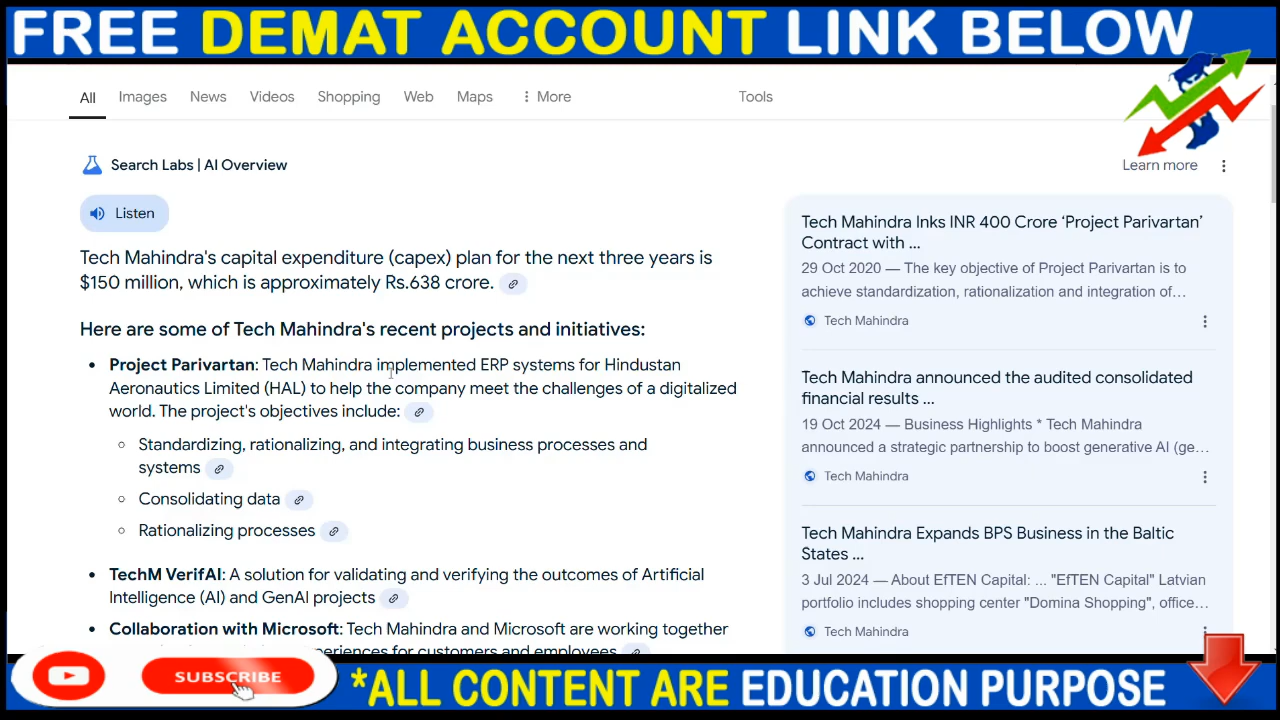 FREE DEMAT ACCOUNT LINK BELOW
All Images News Videos Shopping Web Maps More Tools
Search Labs | AI Overview
Learn more
Listen
Tech Mahindra's capital expenditure (capex) plan for the next three years is
$150 million, which is approximately Rs.638 crore.
Here are some of Tech Mahindra's recent projects and initiatives:
• Project Parivartan: Tech Mahindra implemented ERP systems for Hindustan
Aeronautics Limited (HAL) to help the company meet the challenges of a digitalized
world. The project's objectives include:
Standardizing, rationalizing, and integrating business processes and
systems
Consolidating data
Rationalizing processes
• TechM VerifAI: A solution for validating and verifying the outcomes of Artificial
Intelligence (AI) and GenAI projects
• Collaboration with Microsoft: Tech Mahindra and Microsoft are working together
periences for customers and employees
Tech Mahindra Inks INR 400 Crore ‘Project Parivartan’
Contract with ...
29 Oct 2020 — The key objective of Project Parivartan is to
achieve standardization, rationalization and integration of…
Tech Mahindra
Tech Mahindra announced the audited consolidated
financial results ...
19 Oct 2024 — Business Highlights * Tech Mahindra
announced a strategic partnership to boost generative AI (ge…
Tech Mahindra
Tech Mahindra Expands BPS Business in the Baltic
States ...
3 Jul 2024 — About EfTEN Capital: ... "EfTEN Capital" Latvian
portfolio includes shopping center "Domina Shopping", office…
Tech Mahindra
SUBSCRIBE
*ALL CONTENT ARE EDUCATION PURPOSE